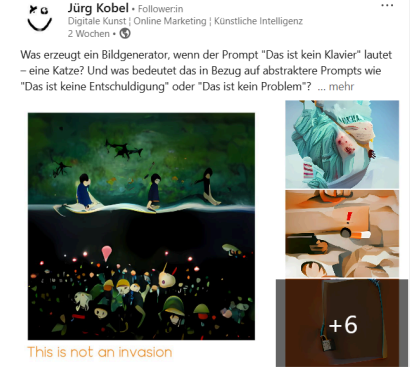 Jürg Kobel • Follower:in
Digitale Kunst ¦ Online Marketing ¦ Künstliche Intelligenz
2 Wochen •
Was erzeugt ein Bildgenerator, wenn der Prompt "Das ist kein Klavier" lautet
– eine Katze? Und was bedeutet das in Bezug auf abstraktere Prompts wie
"Das ist keine Entschuldigung" oder "Das ist kein Problem"? ... mehr
+6
This is not an invasion